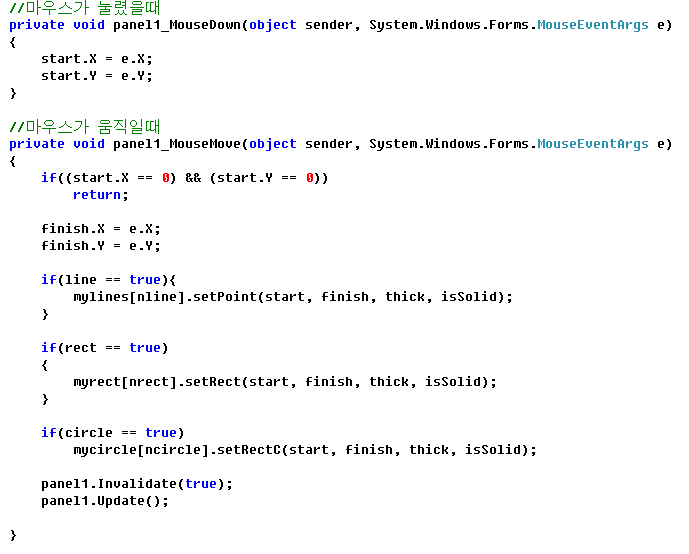 //마우스가 눌렸을때
private void panel1_MouseDown(object sender, System.Windows.Forms.MouseEventArgs e)
{
    start.X = e.X;
    start.Y = e.Y;
}

//마우스가 움직일때
private void panel1_MouseMove(object sender, System.Windows.Forms.MouseEventArgs e)
{
    if((start.X == 0) && (start.Y == 0))
        return;

    finish.X = e.X;
    finish.Y = e.Y;

    if(line == true){
        mylines[nline].setPoint(start, finish, thick, isSolid);
    }

    if(rect == true)
    {
        myrect[nrect].setRect(start, finish, thick, isSolid);
    }

    if(circle == true)
        mycircle[ncircle].setRectC(start, finish, thick, isSolid);

    panel1.Invalidate(true);
    panel1.Update();

}